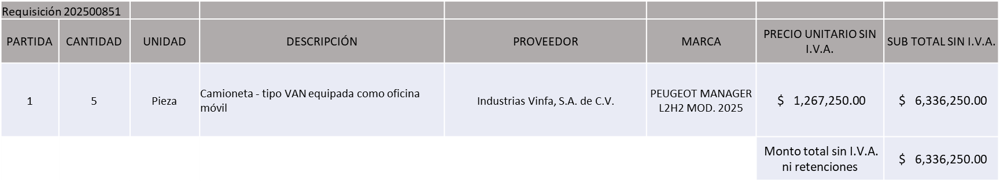 Requisición 202500851
PARTIDA CANTIDAD UNIDAD DESCRIPCIÓN PROVEEDOR MARCA PRECIO UNITARIO SIN I.V.A. SUB TOTAL SIN I.V.A.
1 5 Pieza Camioneta - tipo VAN equipada como oficina móvil Industrias Vinfa, S.A. de C.V. PEUGEOT MANAGER L2H2 MOD. 2025 $ 1,267,250.00 $ 6,336,250.00
Monto total sin I.V.A. ni retenciones $ 6,336,250.00